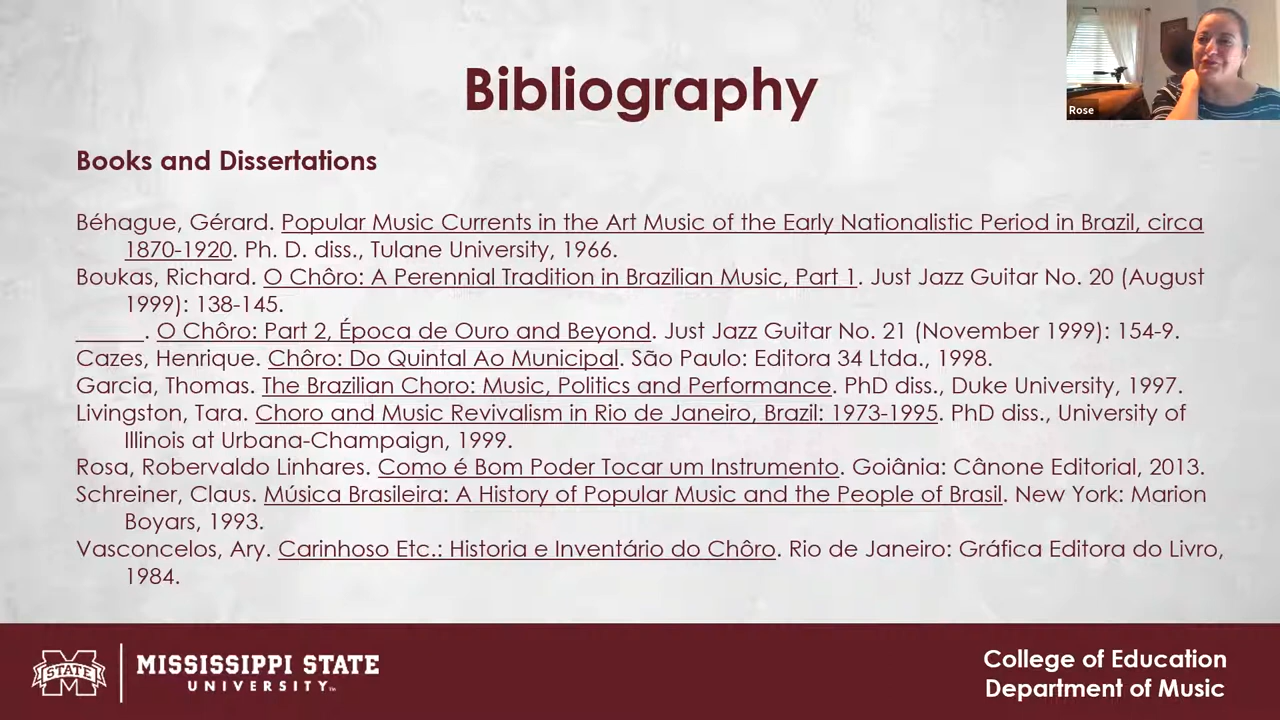 Rose
Bibliography
Books and Dissertations
Béhague, Gérard. Popular Music Currents in the Art Music of the Early Nationalistic Period in Brazil, circa
1870-1920. Ph. D. diss., Tulane University, 1966.
Boukas, Richard. O Chôro: A Perennial Tradition in Brazilian Music, Part 1. Just Jazz Guitar No. 20 (August
1999): 138-145.
______. O Chôro: Part 2, Época de Ouro and Beyond. Just Jazz Guitar No. 21 (November 1999): 154-9.
Cazes, Henrique. Chôro: Do Quintal Ao Municipal. São Paulo: Editora 34 Ltda., 1998.
Garcia, Thomas. The Brazilian Choro: Music, Politics and Performance. PhD diss., Duke University, 1997.
Livingston, Tara. Choro and Music Revivalism in Rio de Janeiro, Brazil: 1973-1995. PhD diss., University of
Illinois at Urbana-Champaign, 1999.
Rosa, Robervaldo Linhares. Como é Bom Poder Tocar um Instrumento. Goiânia: Cânone Editorial, 2013.
Schreiner, Claus. Música Brasileira: A History of Popular Music and the People of Brasil. New York: Marion
Boyars, 1993.
Vasconcelos, Ary. Carinhoso Etc.: Historia e Inventário do Chôro. Rio de Janeiro: Gráfica Editora do Livro,
1984.
STATE
MISSISSIPPI STATE
UNIVERSITY™
College of Education
Department of Music